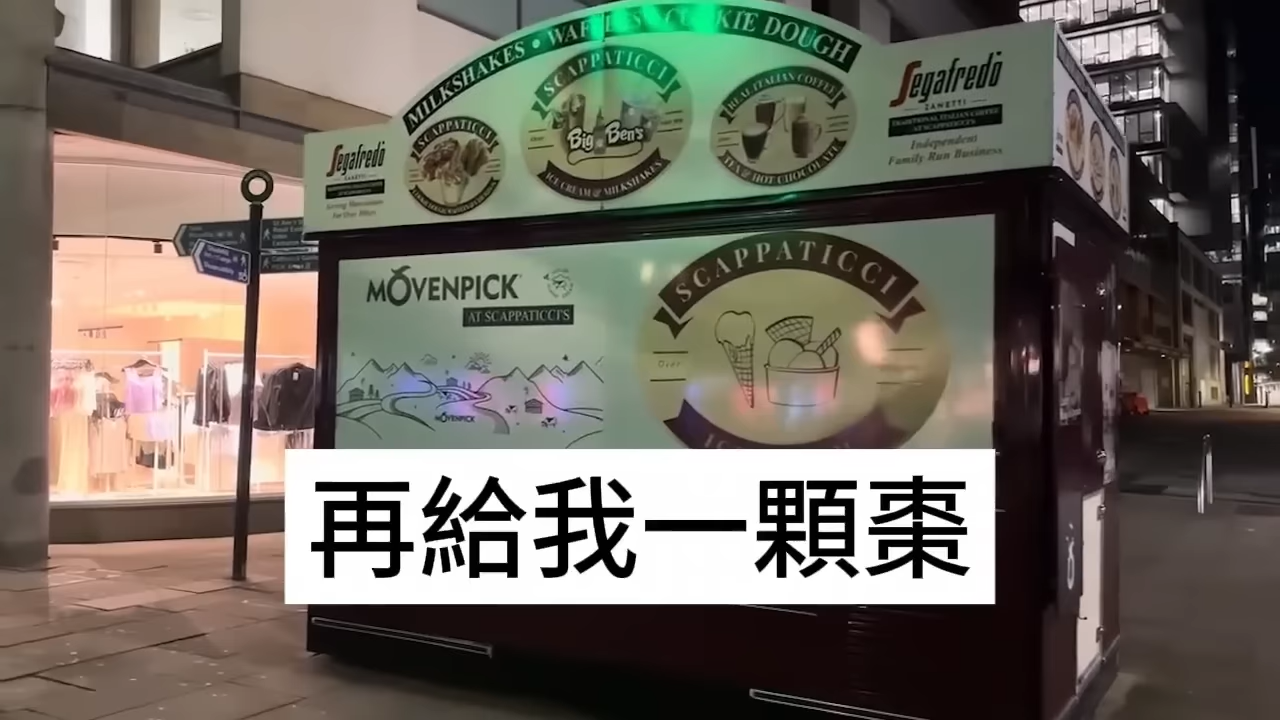 MILKSHAKES • WAFFLES • COOKIE DOUGH
Segafredo
ZANETTI
SCAPPATICCI
SCAPPATICCI
Big Ben's
ICE CREAM & MILKSHAKES
REAL ITALIAN COFFEE
TEA & HOT CHOCOLATE
Segafredo
ZANETTI
TRADITIONAL ITALIAN COFFEE
AT SCAPPATICCI'S
Independent
Family Run Business
MÖVENPICK
AT SCAPPATICCI'S
MÖVENPICK
SCAPPATICCI
Over
再給我一顆棗